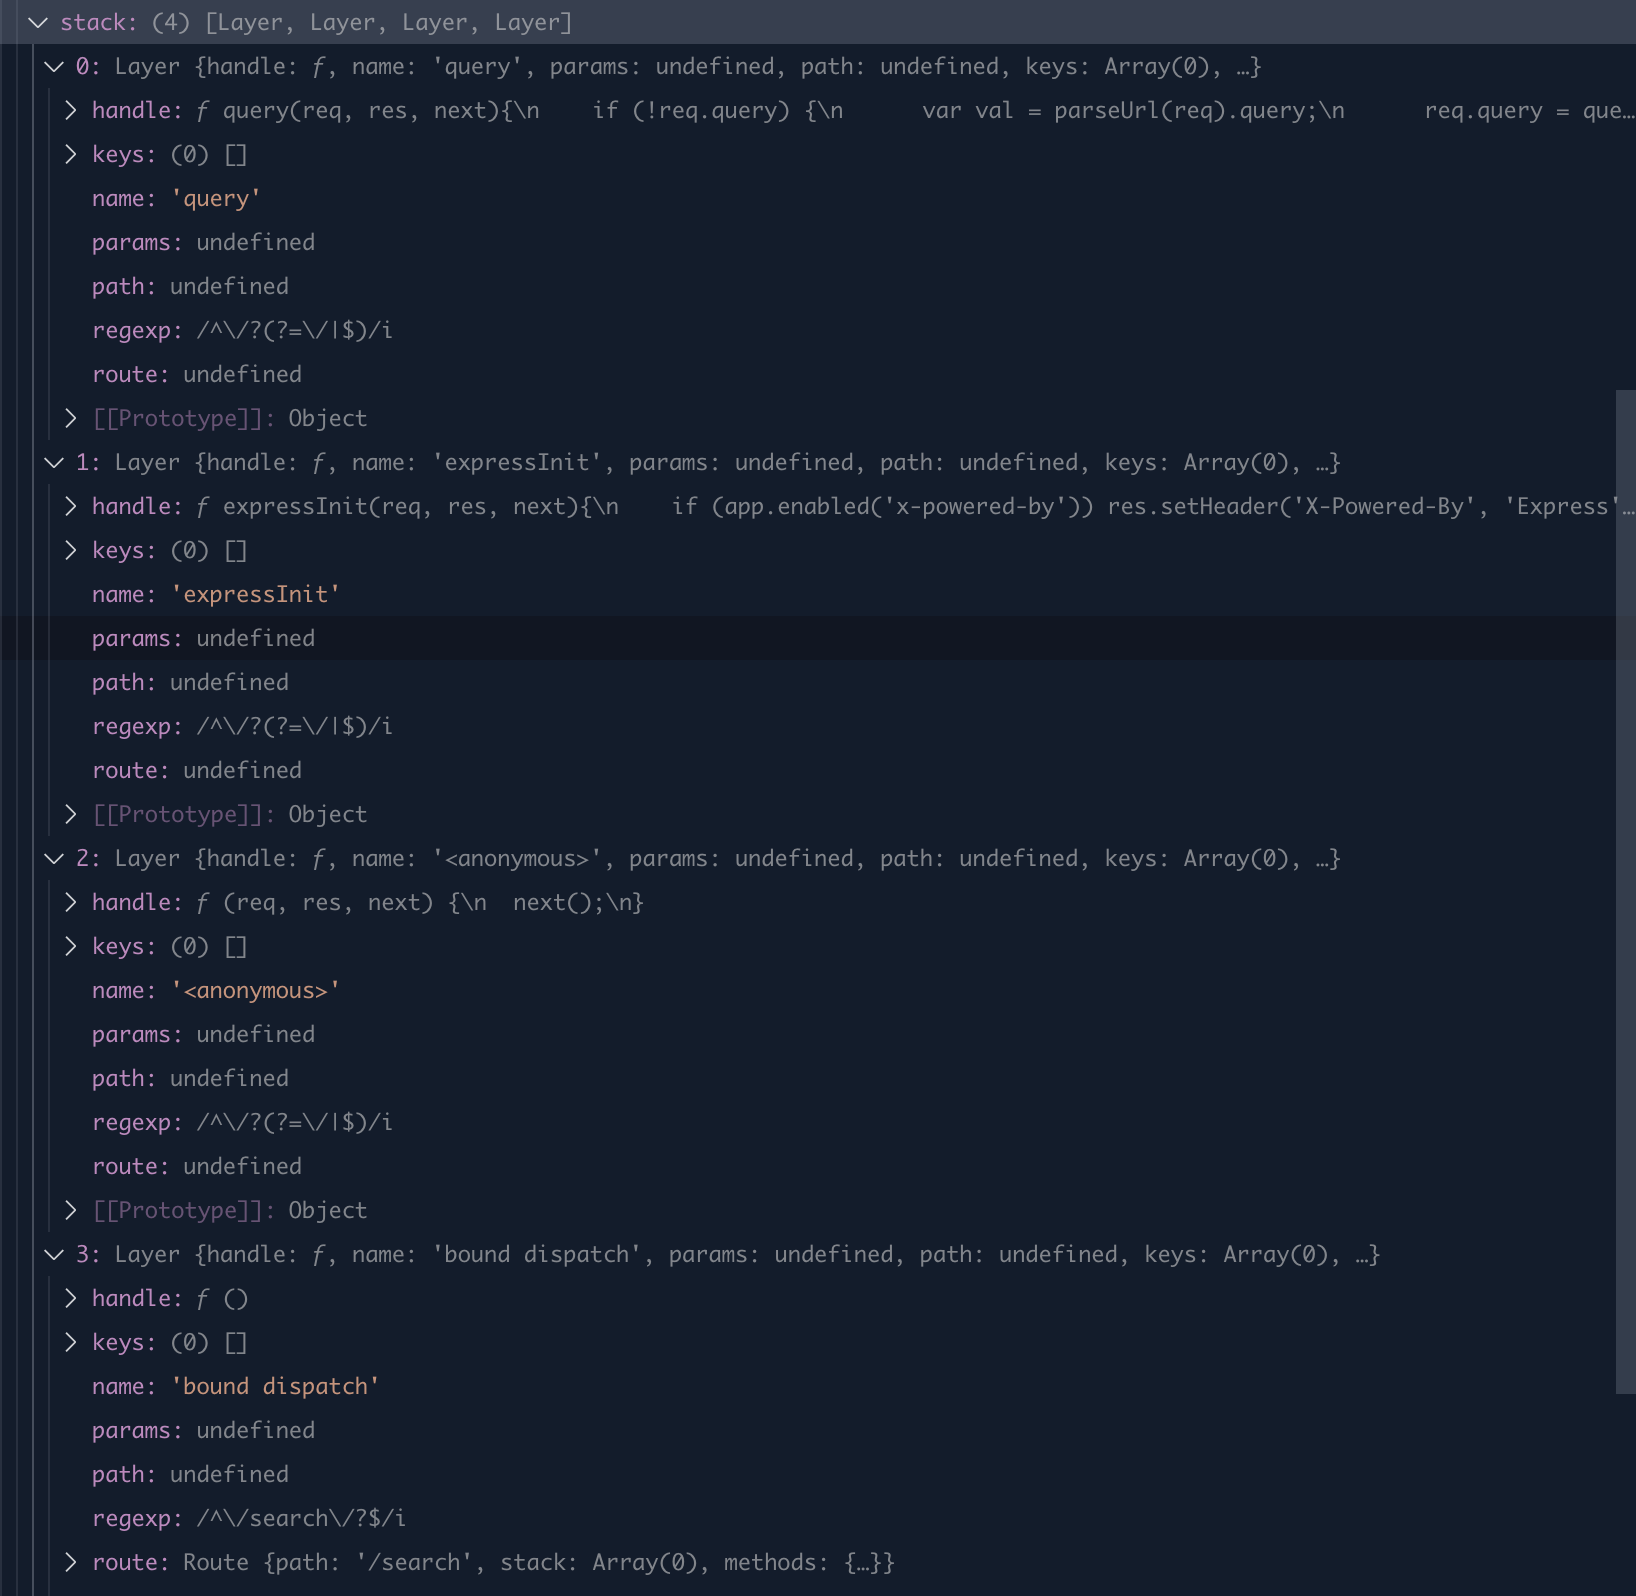 stack: (4) [Layer, Layer, Layer, Layer]
0: Layer {handle: ƒ, name: 'query', params: undefined, path: undefined, keys: Array(0), …}
handle: ƒ query(req, res, next){\n    if (!req.query) {\n      var val = parseUrl(req).query;\n      req.query = que…
keys: (0) []
name: 'query'
params: undefined
path: undefined
regexp: /^\/?(?=\/|$)/i
route: undefined
[[Prototype]]: Object
1: Layer {handle: ƒ, name: 'expressInit', params: undefined, path: undefined, keys: Array(0), …}
handle: ƒ expressInit(req, res, next){\n    if (app.enabled('x-powered-by')) res.setHeader('X-Powered-By', 'Express'…
keys: (0) []
name: 'expressInit'
params: undefined
path: undefined
regexp: /^\/?(?=\/|$)/i
route: undefined
[[Prototype]]: Object
2: Layer {handle: ƒ, name: '<anonymous>', params: undefined, path: undefined, keys: Array(0), …}
handle: ƒ (req, res, next) {\n  next();\n}
keys: (0) []
name: '<anonymous>'
params: undefined
path: undefined
regexp: /^\/?(?=\/|$)/i
route: undefined
[[Prototype]]: Object
3: Layer {handle: ƒ, name: 'bound dispatch', params: undefined, path: undefined, keys: Array(0), …}
handle: ƒ ()
keys: (0) []
name: 'bound dispatch'
params: undefined
path: undefined
regexp: /^\/search\/?$/i
route: Route {path: '/search', stack: Array(0), methods: {…}}